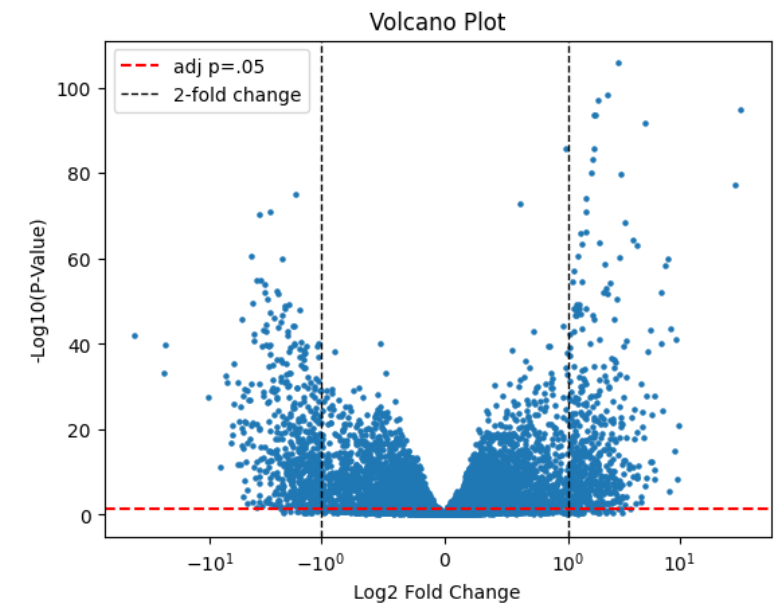 Volcano Plot
adj p=.05
2-fold change
100
80
60
40
20
0
-Log10(P-Value)
−10¹ −10⁰ 0 10⁰ 10¹
Log2 Fold Change